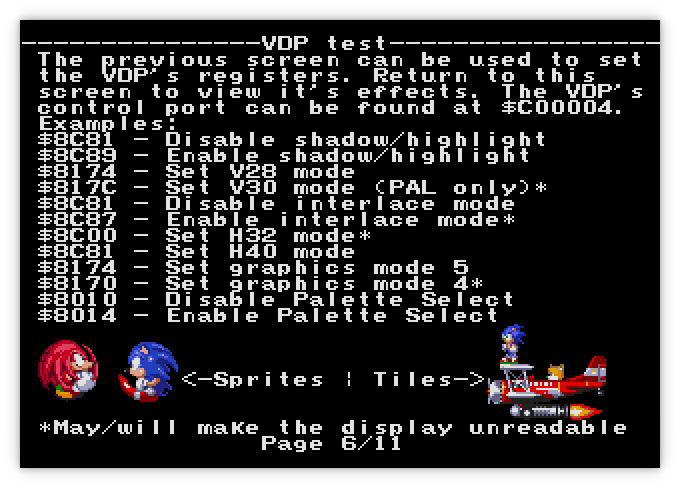 VDP test
The previous screen can be used to set
the VDP's registers. Return to this
screen to view it's effects. The VDP's
control port can be found at $C00004.
Examples:
$8C81 - Disable shadow/highlight
$8C89 - Enable shadow/highlight
$8174 - Set V28 mode
$817C - Set V30 mode (PAL only)*
$8C81 - Disable interlace mode
$8C87 - Enable interlace mode*
$8C00 - Set H32 mode*
$8C81 - Set H40 mode
$8174 - Set graphics mode 5
$8170 - Set graphics mode 4*
$8010 - Disable Palette Select
$8014 - Enable Palette Select
<-Sprites ¦ Tiles->
*May/will make the display unreadable
Page 6/11